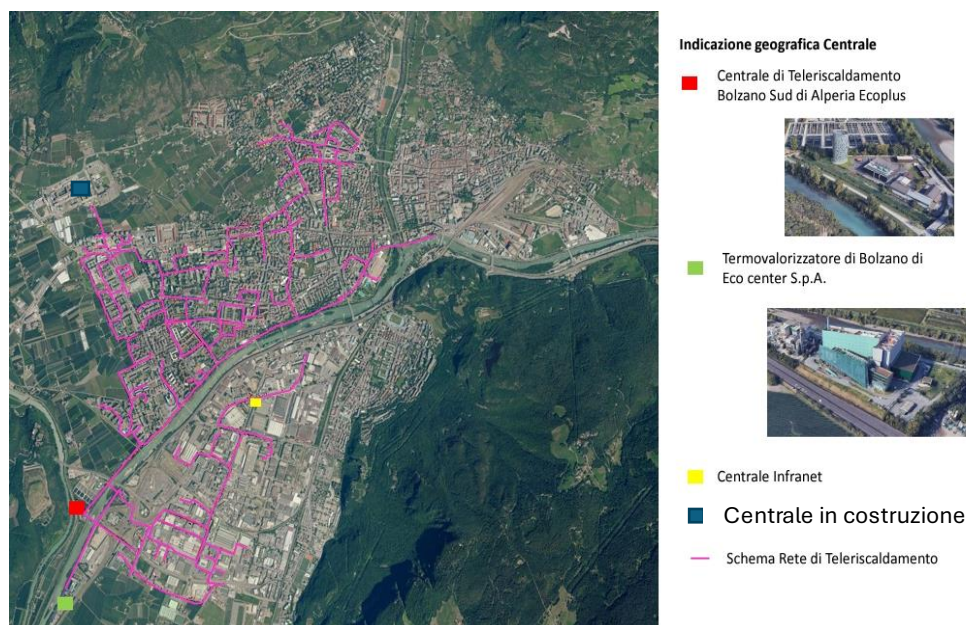 Indicazione geografica Centrale
Centrale di Teleriscaldamento
Bolzano Sud di Alperia Ecoplus
Termovalorizzatore di Bolzano di
Eco center S.p.A.
Centrale Infranet
Centrale in costruzione
Schema Rete di Teleriscaldamento